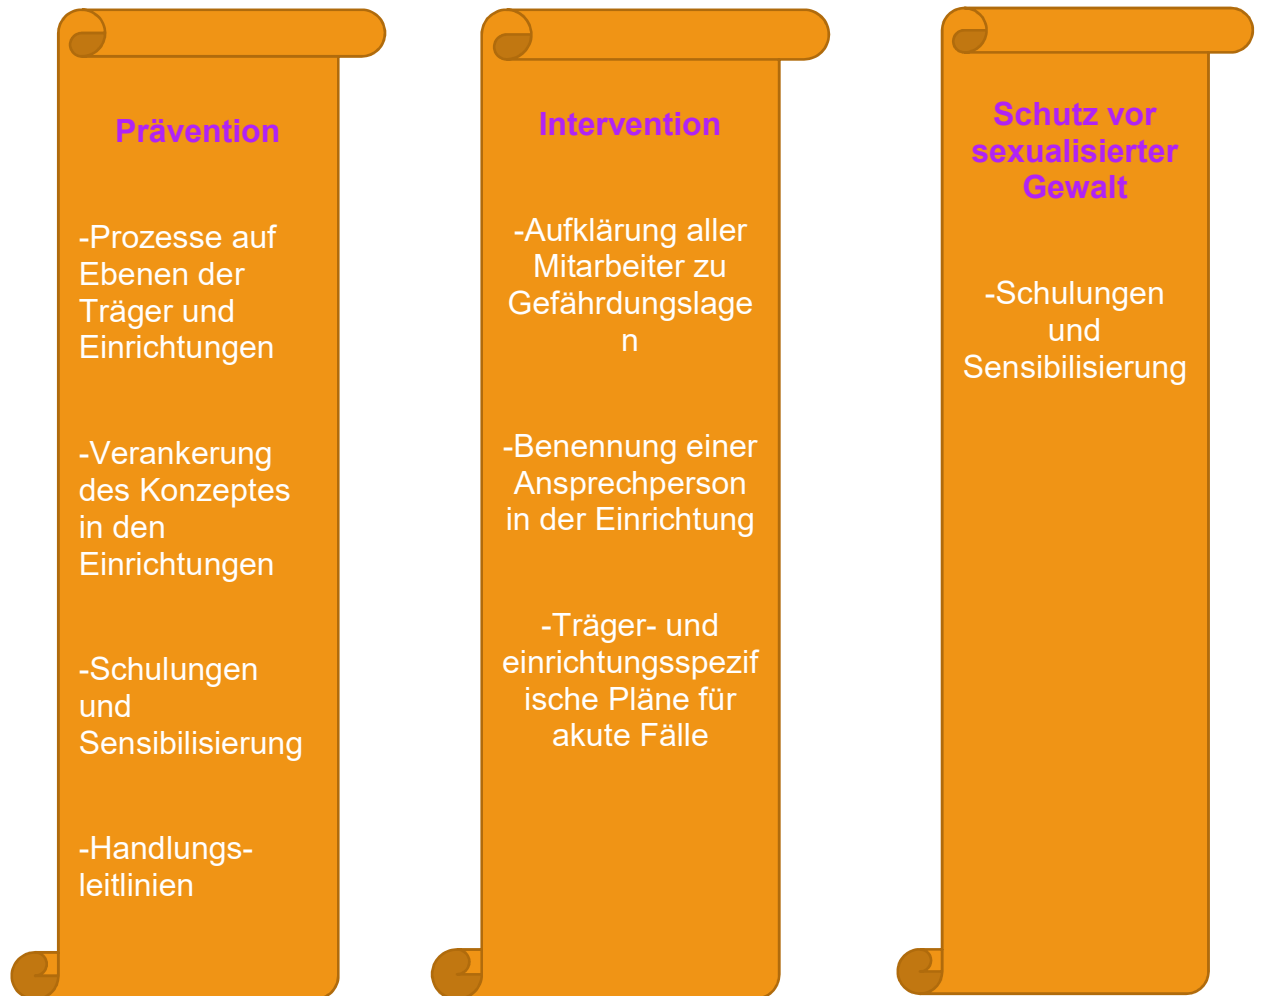 Prävention
-Prozesse auf
Ebenen der
Träger und
Einrichtungen
-Verankerung
des Konzeptes
in den
Einrichtungen
-Schulungen
und
Sensibilisierung
-Handlungs-
leitlinien
Intervention
-Aufklärung aller
Mitarbeiter zu
Gefährdungslage
n
-Benennung einer
Ansprechperson
in der Einrichtung
-Träger- und
einrichtungsspezif
ische Pläne für
akute Fälle
Schutz vor
sexualisierter
Gewalt
-Schulungen
und
Sensibilisierung